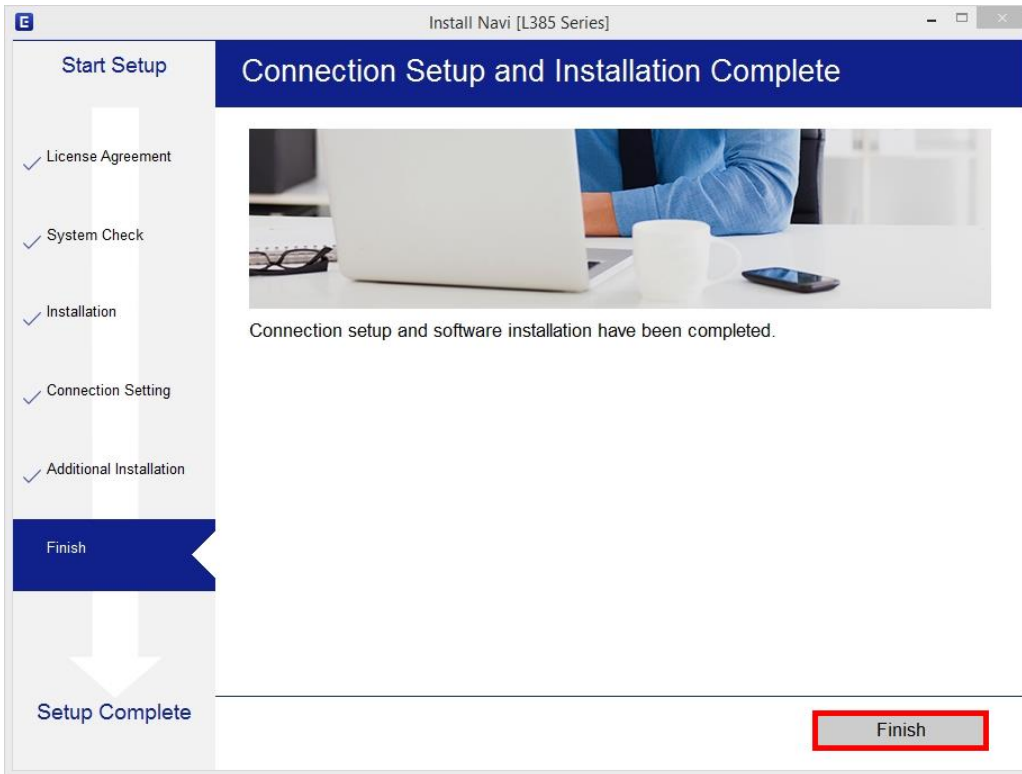 E
Install Navi [L385 Series]
Start Setup
Connection Setup and Installation Complete
License Agreement
System Check
Installation
Connection setup and software installation have been completed.
Connection Setting
Additional Installation
Finish
Setup Complete
Finish